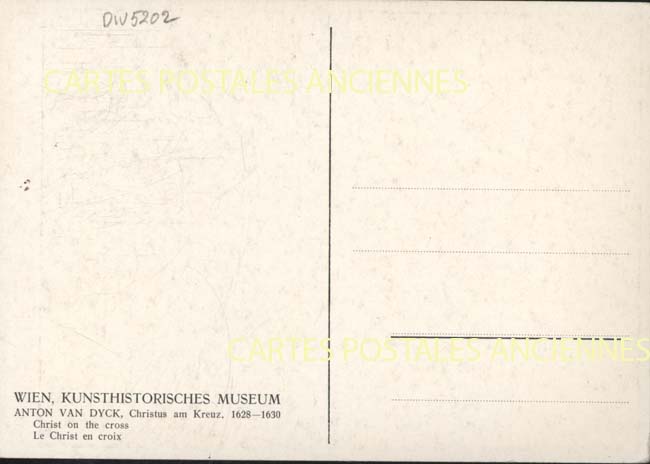 DIV5202
CARTES POSTALES ANCIENNES
CARTES POSTALES ANCIENNES
WIEN, KUNSTHISTORISCHES MUSEUM
ANTON VAN DYCK, Christus am Kreuz, 1628—1630
Christ on the cross
Le Christ en croix